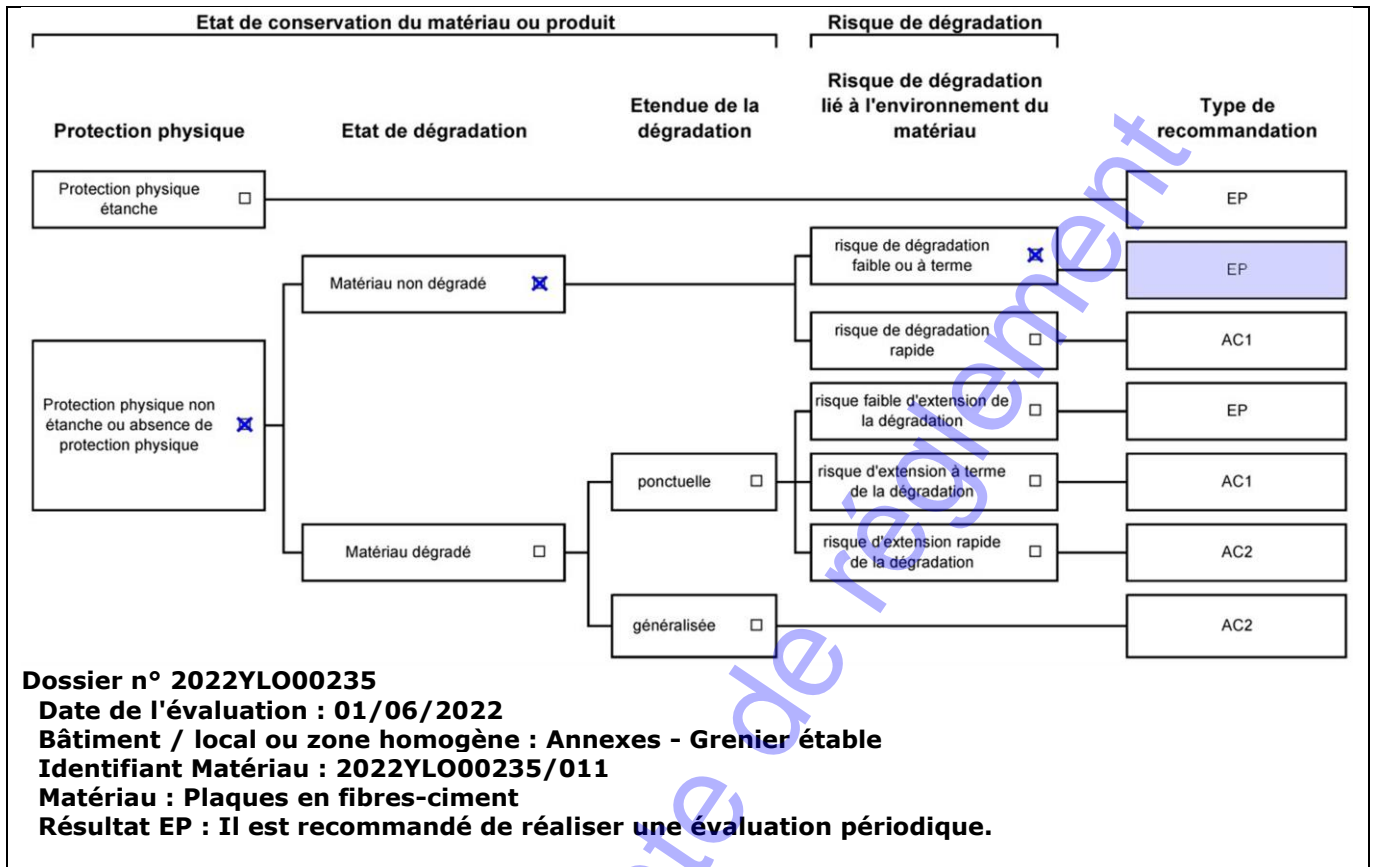 Etat de conservation du matériau ou produit
Risque de dégradation
Protection physique
Etat de dégradation
Etendue de la
dégradation
Risque de dégradation
lié à l'environnement du
matériau
Type de
recommandation
Protection physique
étanche
EP
Matériau non dégradé
risque de dégradation
faible ou à terme
EP
risque de dégradation
rapide
AC1
Protection physique non
étanche ou absence de
protection physique
risque faible d'extension de
la dégradation
EP
ponctuelle
risque d'extension à terme
de la dégradation
AC1
Matériau dégradé
risque d'extension rapide
de la dégradation
AC2
généralisée
AC2
Dossier n° 2022YLO00235
Date de l'évaluation : 01/06/2022
Bâtiment / local ou zone homogène : Annexes - Grenier étable
Identifiant Matériau : 2022YLO00235/011
Matériau : Plaques en fibres-ciment
Résultat EP : Il est recommandé de réaliser une évaluation périodique.
te de réglement